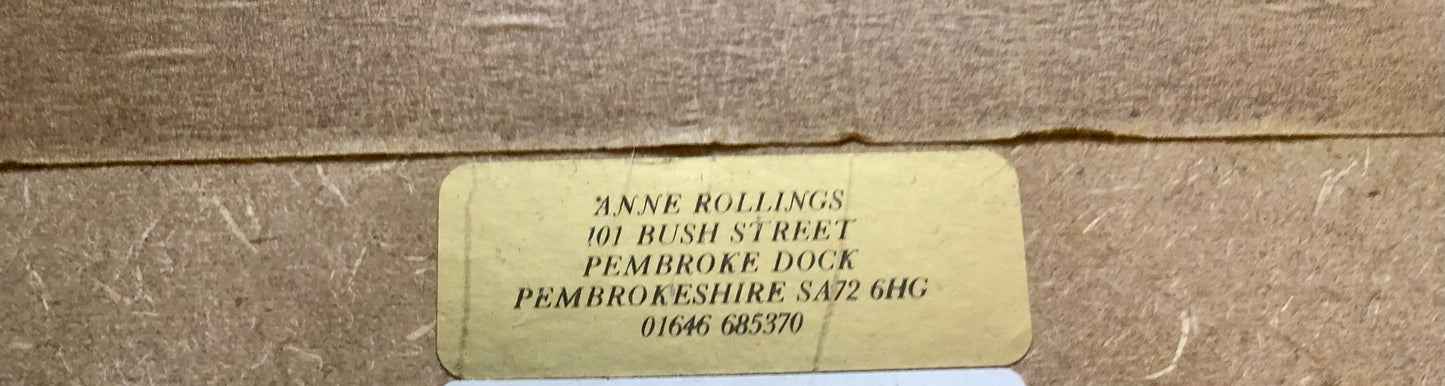 ANNE ROLLINGS
101 BUSH STREET
PEMBROKE DOCK
PEMBROKESHIRE SA72 6HG
01646 685370